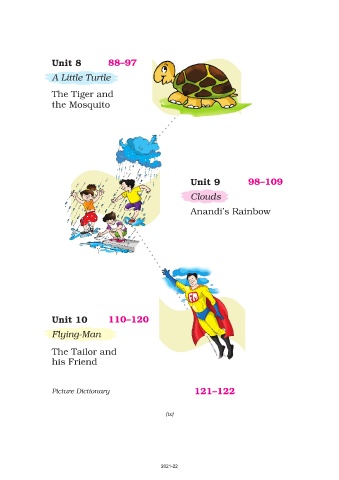 Unit 8 88–97
A Little Turtle
The Tiger and
the Mosquito
Unit 9 98–109
Clouds
Anandi's Rainbow
FM
Unit 10 110–120
Flying-Man
The Tailor and
his Friend
Picture Dictionary 121–122
[ix]
2021-22